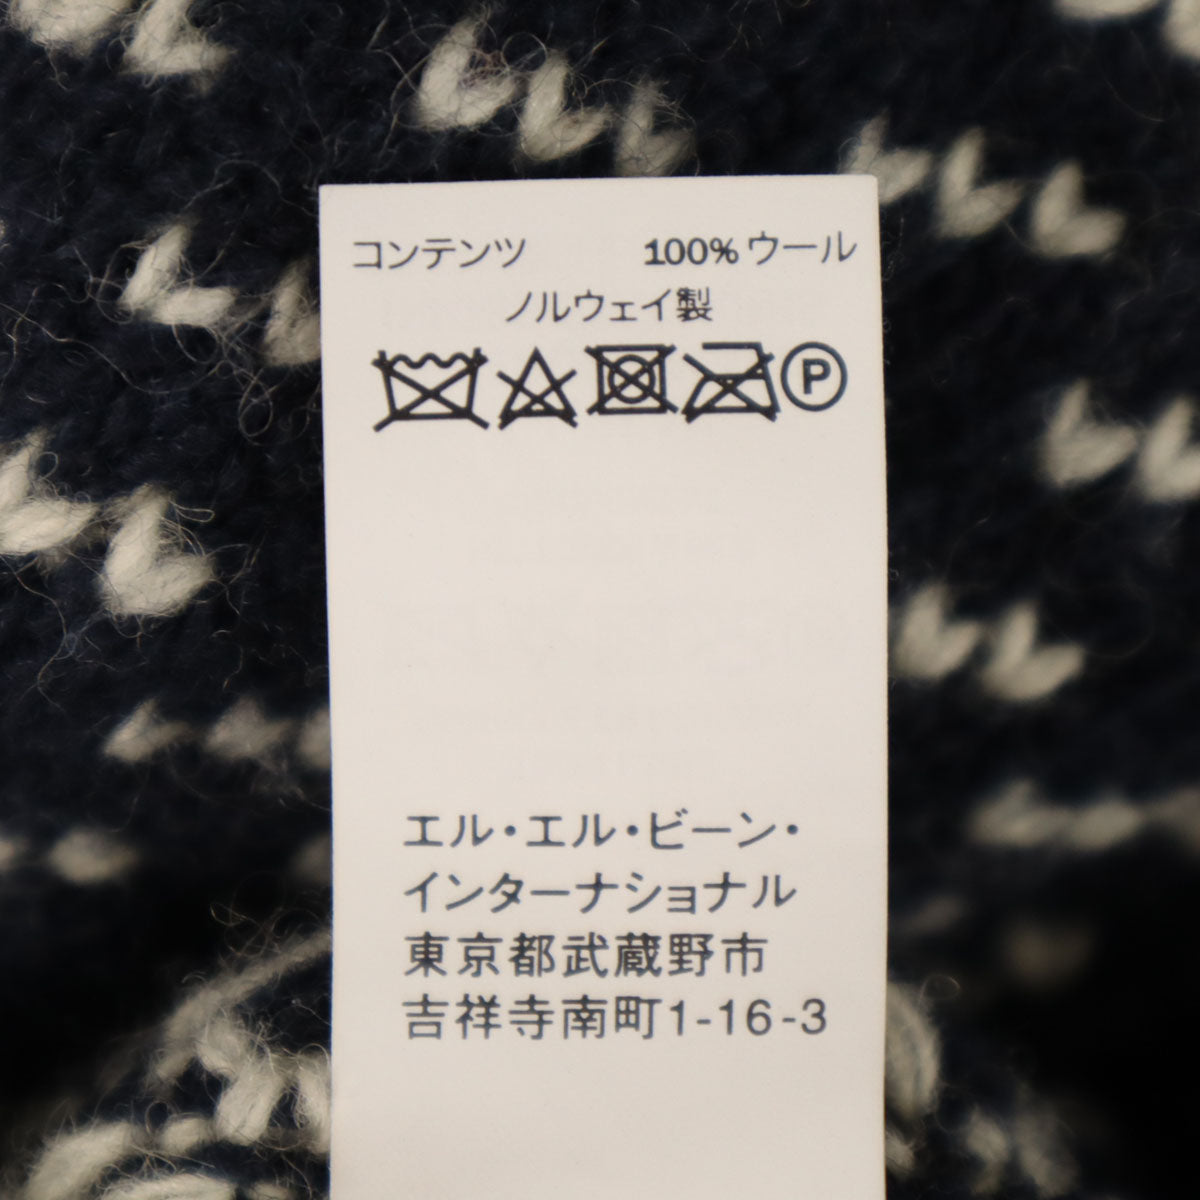 コンテンツ 100% ウール
ノルウェイ製
P
エル・エル・ビーン・
インターナショナル
東京都武蔵野市
吉祥寺南町1-16-3